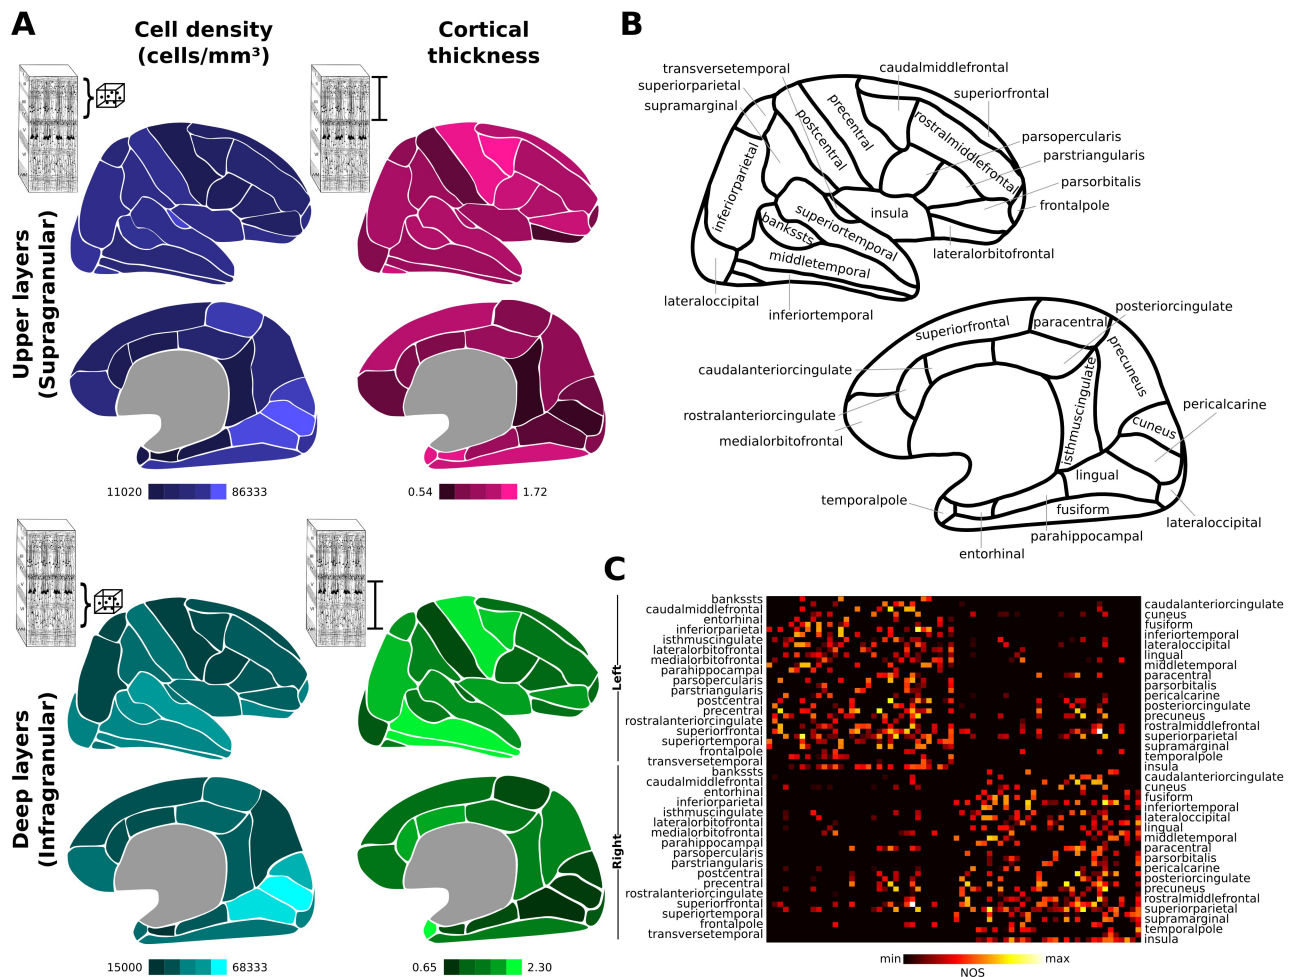 A
Cell density
(cells/mm³)
Cortical
thickness
Upper layers
(Supragranular)
11020
86333
0.54
1.72
Deep layers
(Infragranular)
15000
68333
0.65
2.30
B
transversetemporal
superiorparietal
supramarginal
caudalmiddlefrontal
superiorfrontal
parsopercularis
parstriangularis
parsorbitalis
frontalpole
lateralorbitofrontal
precentral
postcentral
rostralmiddlefrontal
inferiorparietal
insula
superiortemporal
bankssts
middletemporal
lateraloccipital
inferiortemporal
posteriorcingulate
superiorfrontal
paracentral
precuneus
caudalanteriorcingulate
isthmuscingulate
pericalcarine
rostralanteriorcingulate
cuneus
medialorbitofrontal
lingual
temporalpole
fusiform
lateraloccipital
parahippocampal
entorhinal
C
Left
bankssts
caudalmiddlefrontal
entorhinal
inferiorparietal
isthmuscingulate
lateralorbitofrontal
medialorbitofrontal
parahippocampal
parsopercularis
parstriangularis
postcentral
precentral
rostralanteriorcingulate
superiorfrontal
superiortemporal
frontalpole
transversetemporal
Right
bankssts
caudalmiddlefrontal
entorhinal
inferiorparietal
isthmuscingulate
lateralorbitofrontal
medialorbitofrontal
parahippocampal
parsopercularis
parstriangularis
postcentral
precentral
rostralanteriorcingulate
superiorfrontal
superiortemporal
frontalpole
transversetemporal
caudalanteriorcingulate
cuneus
fusiform
inferiortemporal
lateraloccipital
lingual
middletemporal
paracentral
parsorbitalis
pericalcarine
posteriorcingulate
precuneus
rostralmiddlefrontal
superiorparietal
supramarginal
temporalpole
insula
caudalanteriorcingulate
cuneus
fusiform
inferiortemporal
lateraloccipital
lingual
middletemporal
paracentral
parsorbitalis
pericalcarine
posteriorcingulate
precuneus
rostralmiddlefrontal
superiorparietal
supramarginal
temporalpole
insula
min
max
NOS